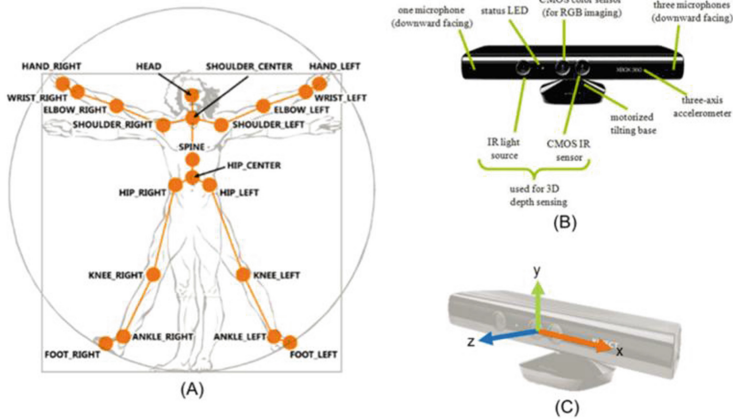 HAND_RIGHT
HEAD
SHOULDER_CENTER
HAND_LEFT
WRIST_RIGHT
WRIST_LEFT
ELBOW_RIGHT
ELBOW_LEFT
SHOULDER_RIGHT
SHOULDER_LEFT
SPINE
HIP_CENTER
HIP_RIGHT
HIP_LEFT
KNEE_RIGHT
KNEE_LEFT
ANKLE_RIGHT
ANKLE_LEFT
FOOT_RIGHT
FOOT_LEFT
(A)
one microphone
(downward facing)
status LED
CMOS color sensor
(for RGB imaging)
three microphones
(downward facing)
XBOX 360
three-axis
accelerometer
motorized
tilting base
IR light
source
CMOS IR
sensor
used for 3D
depth sensing
(B)
y
z
x
(C)